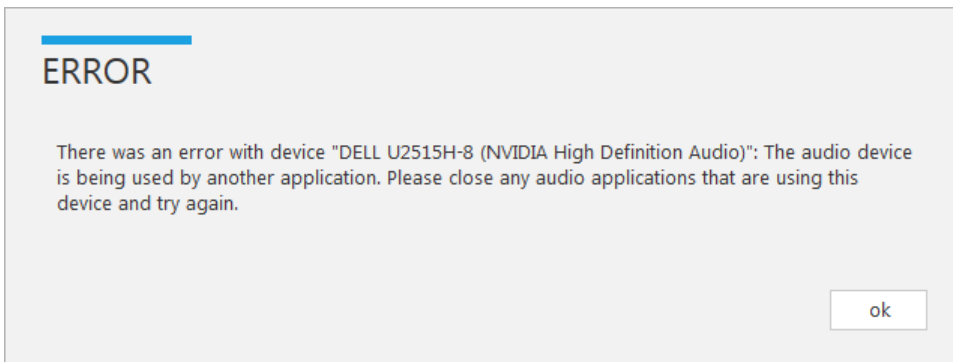 ERROR
There was an error with device "DELL U2515H-8 (NVIDIA High Definition Audio)": The audio device
is being used by another application. Please close any audio applications that are using this
device and try again.
ok